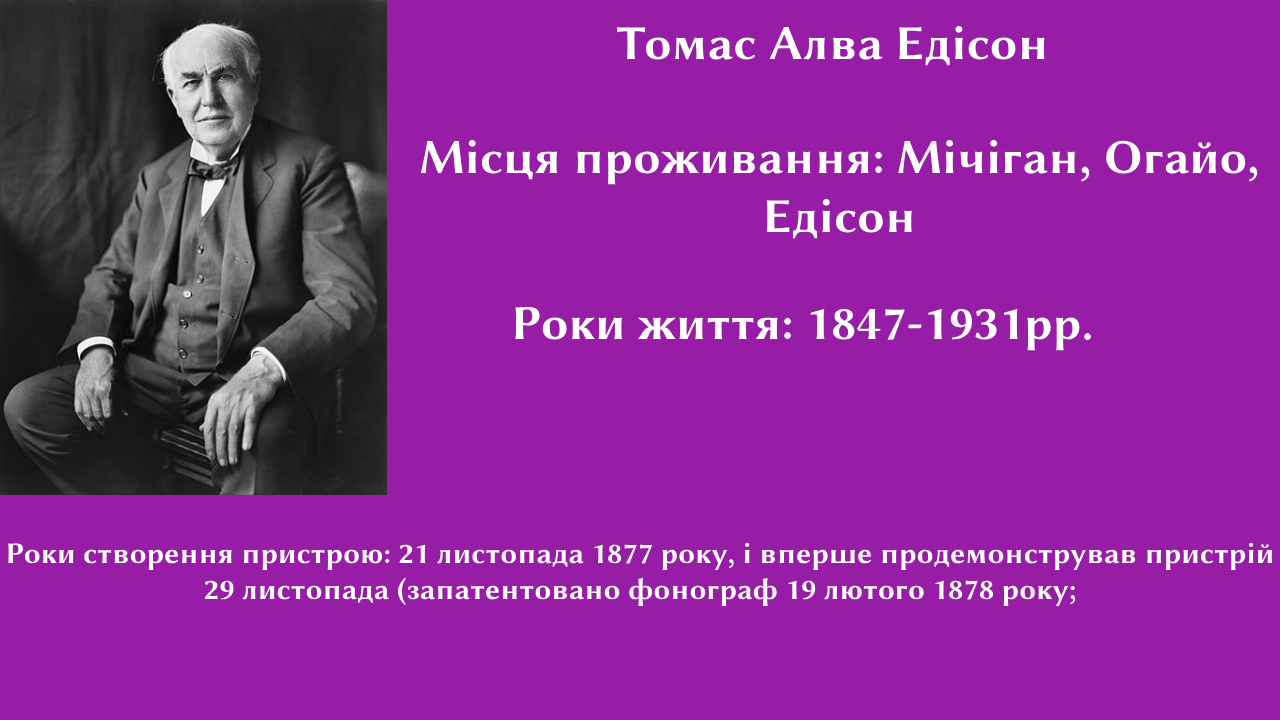 Томас Алва Едісон
Місця проживання: Мічіган, Огайо,
Едісон
Роки життя: 1847-1931рр.
Роки створення пристрою: 21 листопада 1877 року, і вперше продемонстрував пристрій
29 листопада (запатентовано фонограф 19 лютого 1878 року;